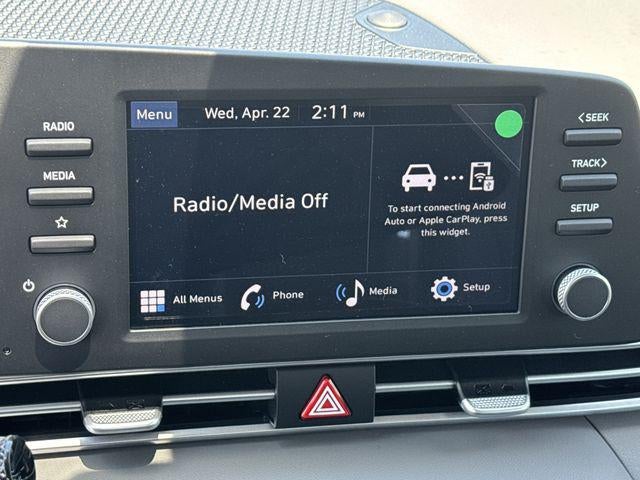 RADIO
MEDIA
Menu
Wed, Apr. 22
2:11 PM
Radio/Media Off
To start connecting Android
Auto or Apple CarPlay, press
this widget.
All Menus
Phone
Media
Setup
<SEEK
TRACK>
SETUP